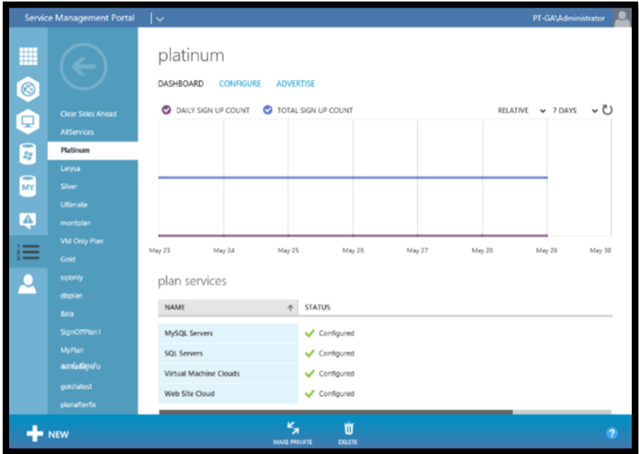 Service Management Portal
PT-GA\Administrator
platinum
DASHBOARD CONFIGURE ADVERTISE
DAILY SIGN UP COUNT TOTAL SIGN UP COUNT RELATIVE 7 DAYS
Clear Skies Ahead
AllServices
Platinum
Larysa
Silver
Ultimate
montplan
VM Only Plan
Gold
sqlonly
dbplan
Bala
SignOffPlan1
MyPlan
goldlatest
planafterfix
MY
May 23 May 24 May 25 May 26 May 27 May 28 May 29 May 30
plan services
NAME STATUS
MySQL Servers Configured
SQL Servers Configured
Virtual Machine Clouds Configured
Web Site Cloud Configured
NEW
MAKE PRIVATE DELETE
?